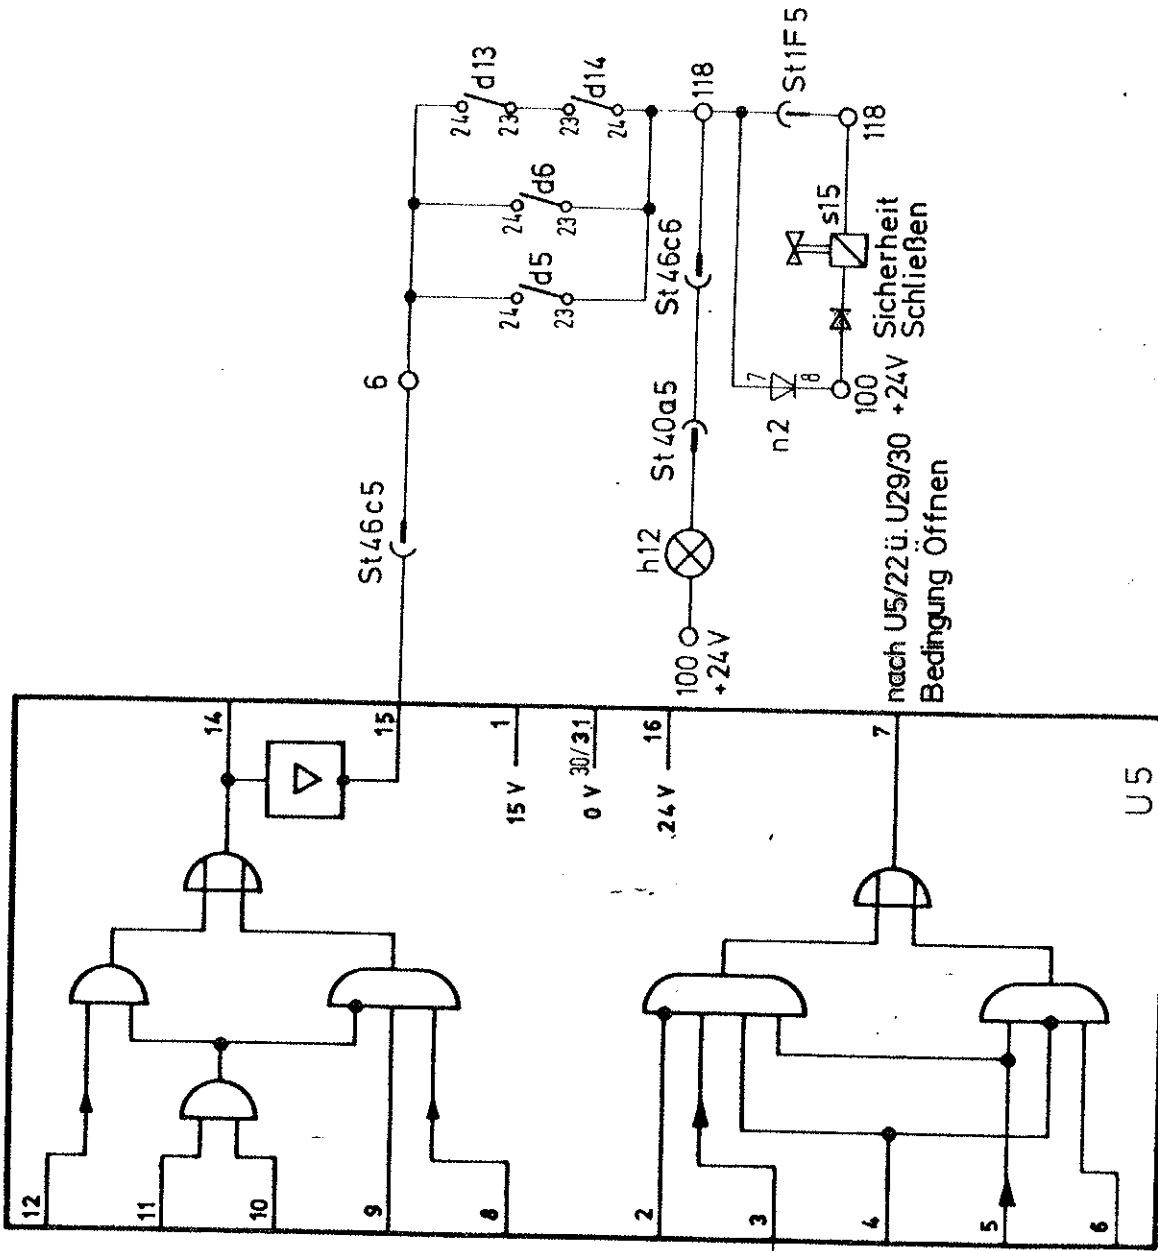 12
11
10
9
8
2
3
4
5
6
14
15
1
15 V
30/31
0 V
16
24 V
7
U5
St46c5
6
24
23
d5
24
23
d6
24
23
d13
23
24
d14
100
+24V
h12
St40a5
St46c6
118
St1F5
118
s15
n2
7
8
100
+24V
Sicherheit
Schließen
nach U5/22ü. U29/30
Bedingung Öffnen